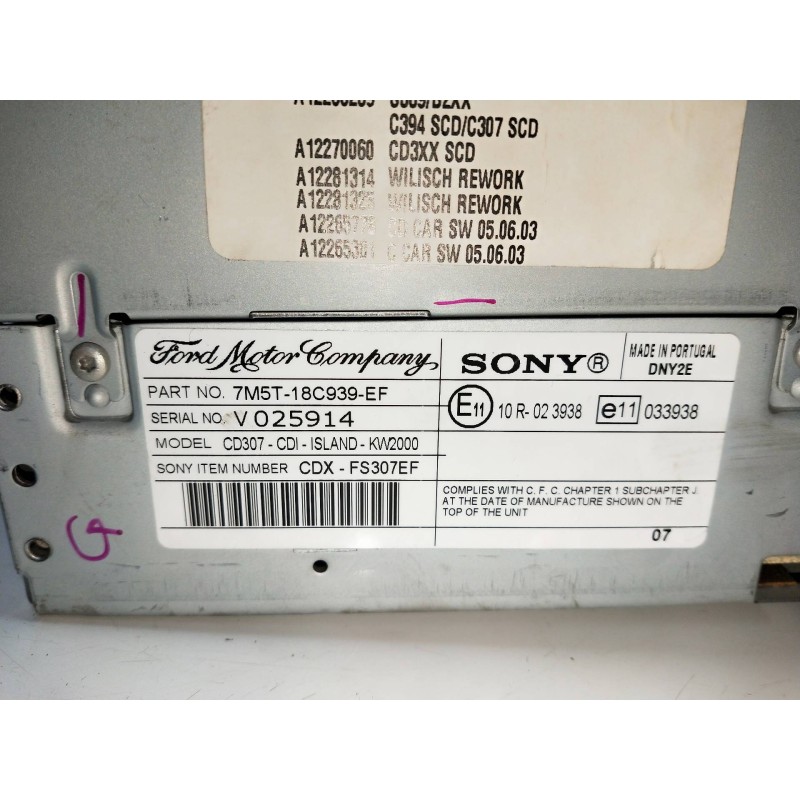 C394 SCD/C307 SCD
A12270060 CD3XX SCD
A12281314 WILISCH REWORK
WILISCH REWORK
CAR SW 05.06.03
CAR SW 05.06.03
Ford Motor Company
SONY®
MADE IN PORTUGAL
DNY2E
PART NO. 7M5T-18C939-EF
SERIAL NO. V 025914
MODEL CD307 - CDI - ISLAND - KW2000
SONY ITEM NUMBER CDX - FS307EF
E11 10 R- 02 3938 e11 033938
COMPLIES WITH C. F. C. CHAPTER 1 SUBCHAPTER J
AT THE DATE OF MANUFACTURE SHOWN ON THE
TOP OF THE UNIT
07
G